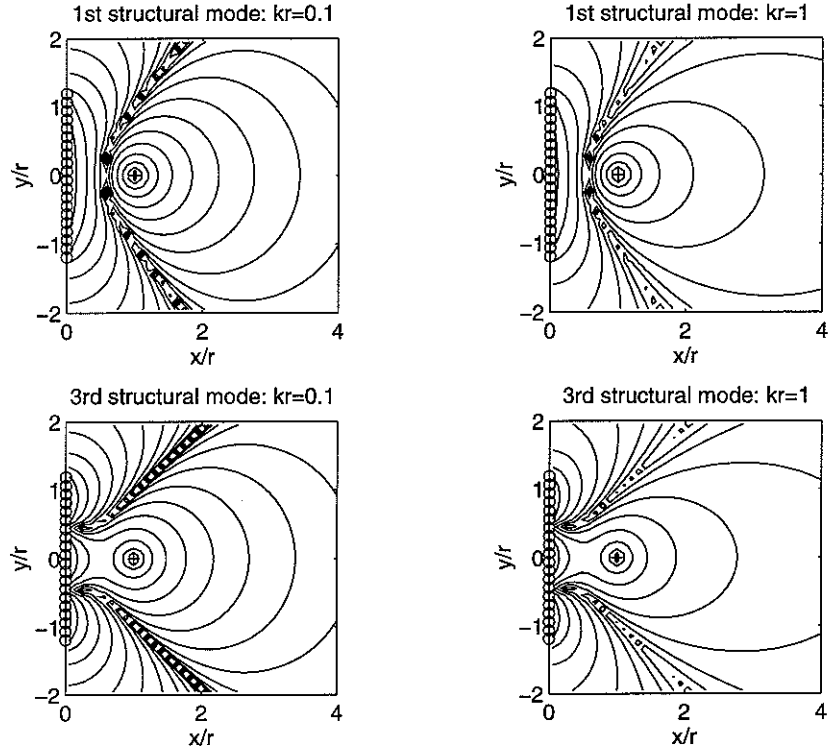 1st structural mode: kr=0.1
2
1
0
−1
−2
y/r
0
2
4
x/r
1st structural mode: kr=1
2
1
0
−1
−2
y/r
0
2
4
x/r
3rd structural mode: kr=0.1
2
1
0
−1
−2
y/r
0
2
4
x/r
3rd structural mode: kr=1
2
1
0
−1
−2
y/r
0
2
4
x/r